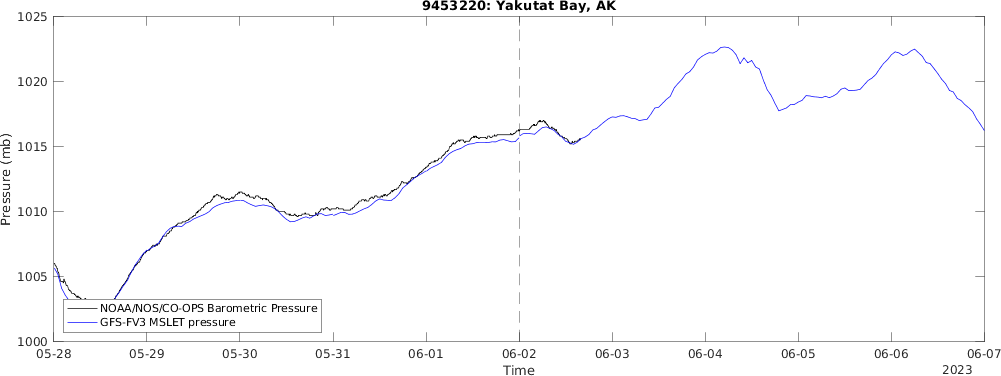 9453220: Yakutat Bay, AK
1025
1020
1015
1010
1005
1000
Pressure (mb)
NOAA/NOS/CO-OPS Barometric Pressure
GFS-FV3 MSLET pressure
05-28 05-29 05-30 05-31 06-01 06-02 06-03 06-04 06-05 06-06 06-07
Time
2023